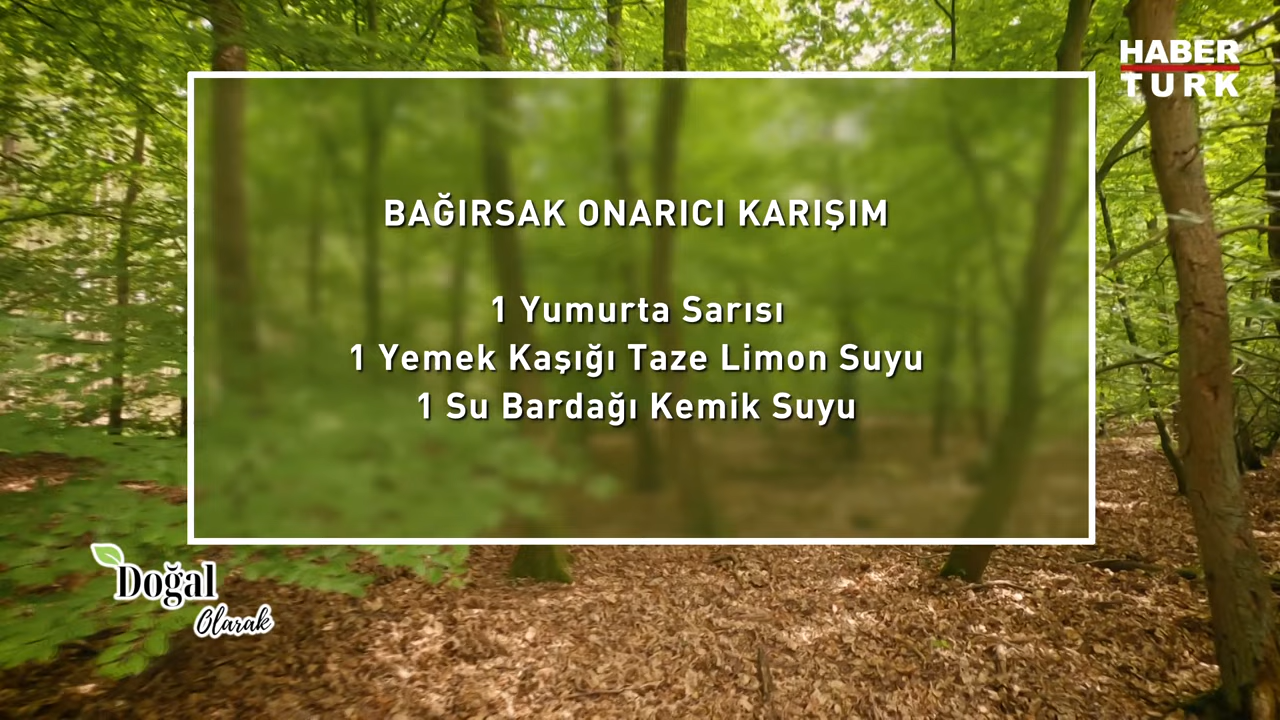 HABER
TURK
BAĞIRSAK ONARICI KARIŞIM
1 Yumurta Sarısı
1 Yemek Kaşığı Taze Limon Suyu
1 Su Bardağı Kemik Suyu
Doğal
Olarak